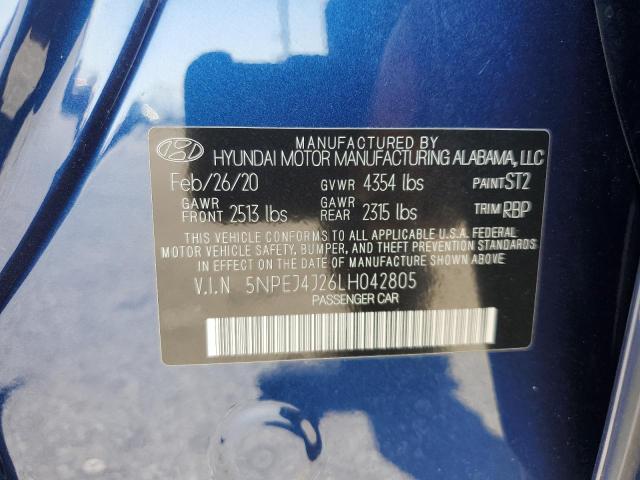 MANUFACTURED BY
HYUNDAI MOTOR MANUFACTURING ALABAMA, LLC
Feb/26/20 GVWR 4354 lbs PAINT ST2
GAWR FRONT 2513 lbs GAWR REAR 2315 lbs TRIM RBP
THIS VEHICLE CONFORMS TO ALL APPLICABLE U.S.A. FEDERAL
MOTOR VEHICLE SAFETY, BUMPER, AND THEFT PREVENTION
STANDARDS IN EFFECT ON THE DATE OF
MANUFACTURE SHOWN ABOVE.
V.I.N 5NPEJ4J26LH042805
PASSENGER CAR